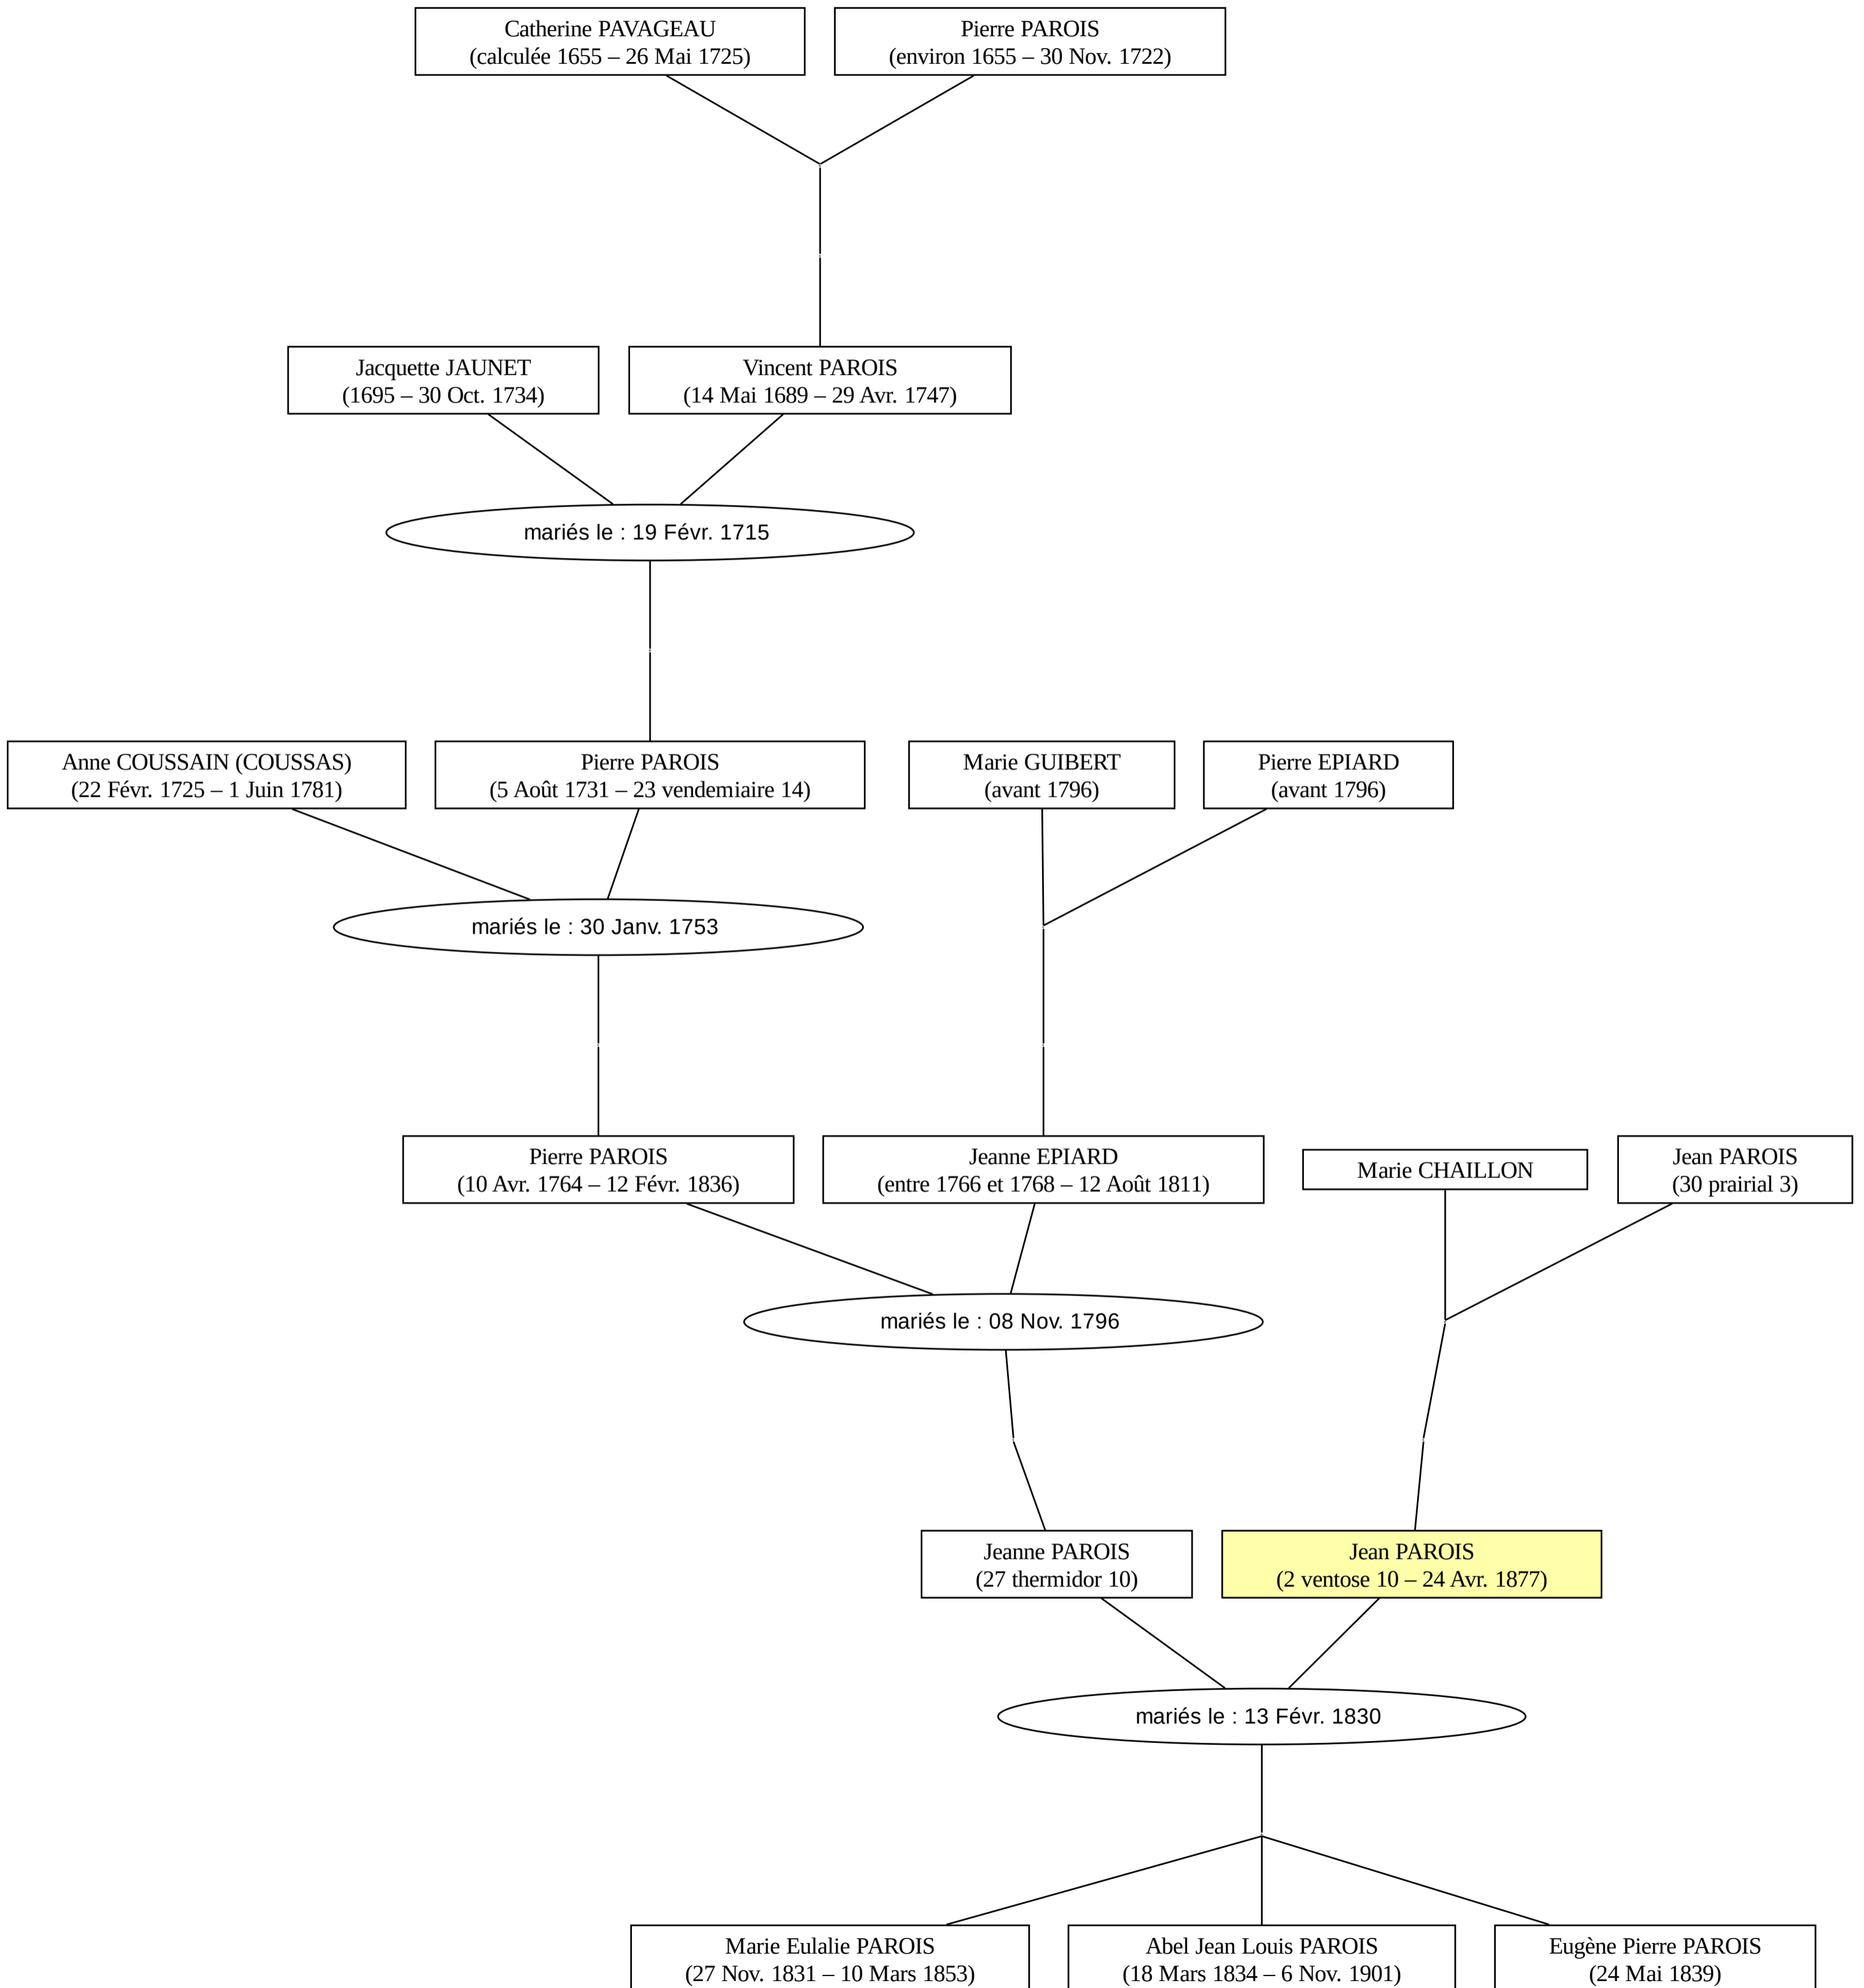 Catherine PAVAGEAU
(calculée 1655 – 26 Mai 1725)
Pierre PAROIS
(environ 1655 – 30 Nov. 1722)
Jacquette JAUNET
(1695 – 30 Oct. 1734)
Vincent PAROIS
(14 Mai 1689 – 29 Avr. 1747)
mariés le : 19 Févr. 1715
Anne COUSSAIN (COUSSAS)
(22 Févr. 1725 – 1 Juin 1781)
Pierre PAROIS
(5 Août 1731 – 23 vendemiaire 14)
Marie GUIBERT
(avant 1796)
Pierre EPIARD
(avant 1796)
mariés le : 30 Janv. 1753
Pierre PAROIS
(10 Avr. 1764 – 12 Févr. 1836)
Jeanne EPIARD
(entre 1766 et 1768 – 12 Août 1811)
Marie CHAILLON
Jean PAROIS
(30 prairial 3)
mariés le : 08 Nov. 1796
Jeanne PAROIS
(27 thermidor 10)
Jean PAROIS
(2 ventose 10 – 24 Avr. 1877)
mariés le : 13 Févr. 1830
Marie Eulalie PAROIS
(27 Nov. 1831 – 10 Mars 1853)
Abel Jean Louis PAROIS
(18 Mars 1834 – 6 Nov. 1901)
Eugène Pierre PAROIS
(24 Mai 1839)